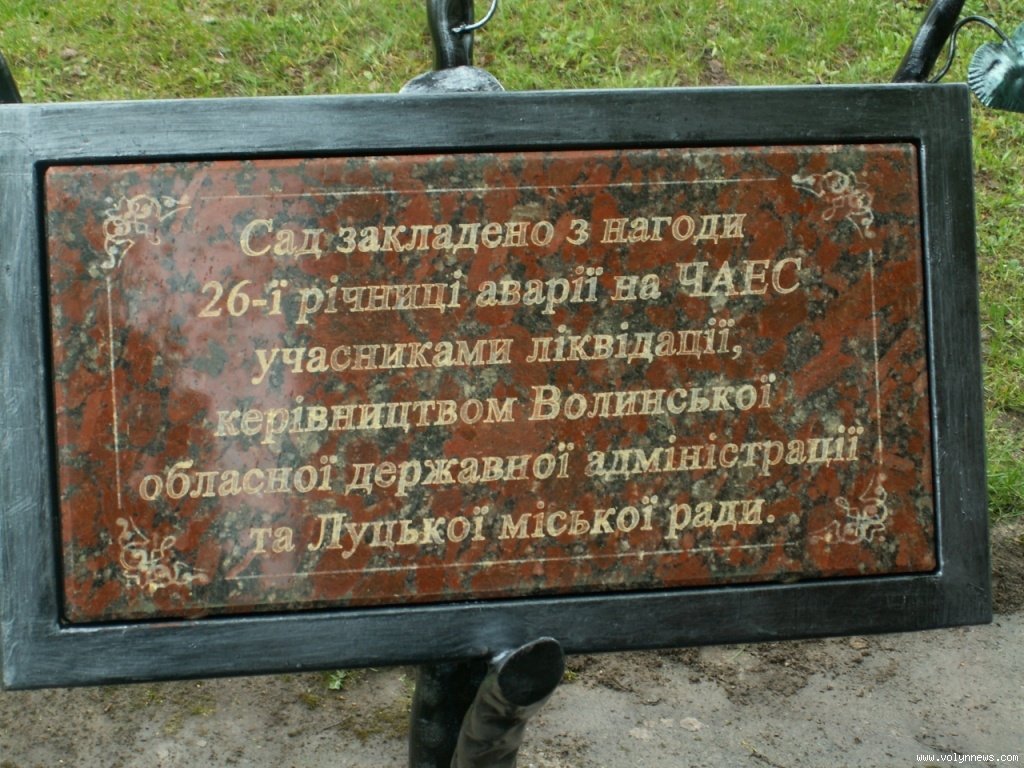 Сад закладено з нагоди
26-ї річниці аварії на ЧАЕС
учасниками ліквідації,
керівництвом Волинської
обласної державної адміністрації
та Луцької міської ради.
www.volynnews.com